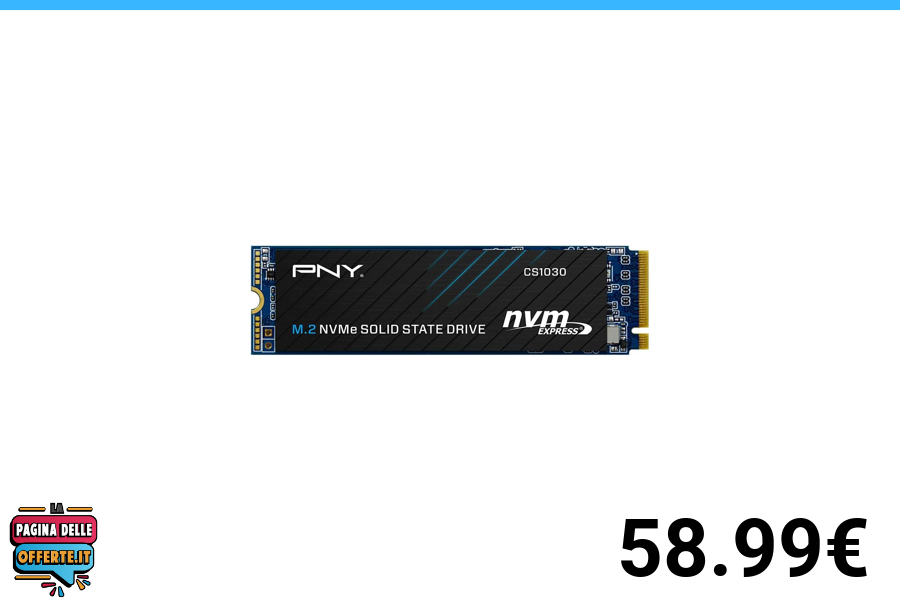 PNY
CS1030
M.2 NVMe SOLID STATE DRIVE
nvm
EXPRESS
LA
PAGINA DELLE
OFFERTE.IT
58.99€